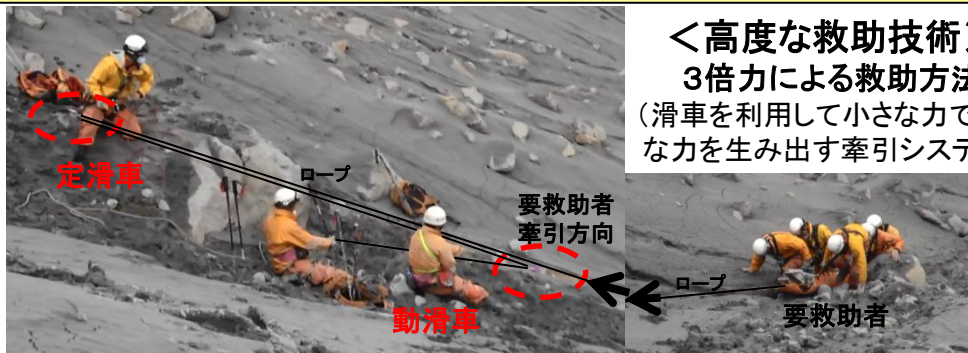 ＜高度な救助技術
３倍力による救助方法
（滑車を利用して小さな力で
な力を生み出す牽引システ
定滑車
ロープ
要救助者
牽引方向
動滑車
ロープ
要救助者